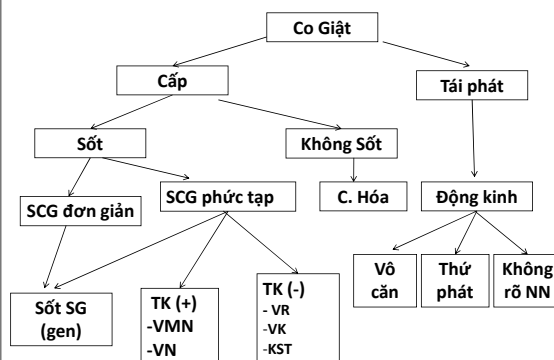 Co Giật
Cấp
Tái phát
Sốt
Không Sốt
SCG đơn giản
SCG phức tạp
C. Hóa
Động kinh
Sốt SG
(gen)
TK (+)
-VMN
-VN
TK (-)
- VR
-VK
-KST
Vô
căn
Thứ
phát
Không
rõ NN